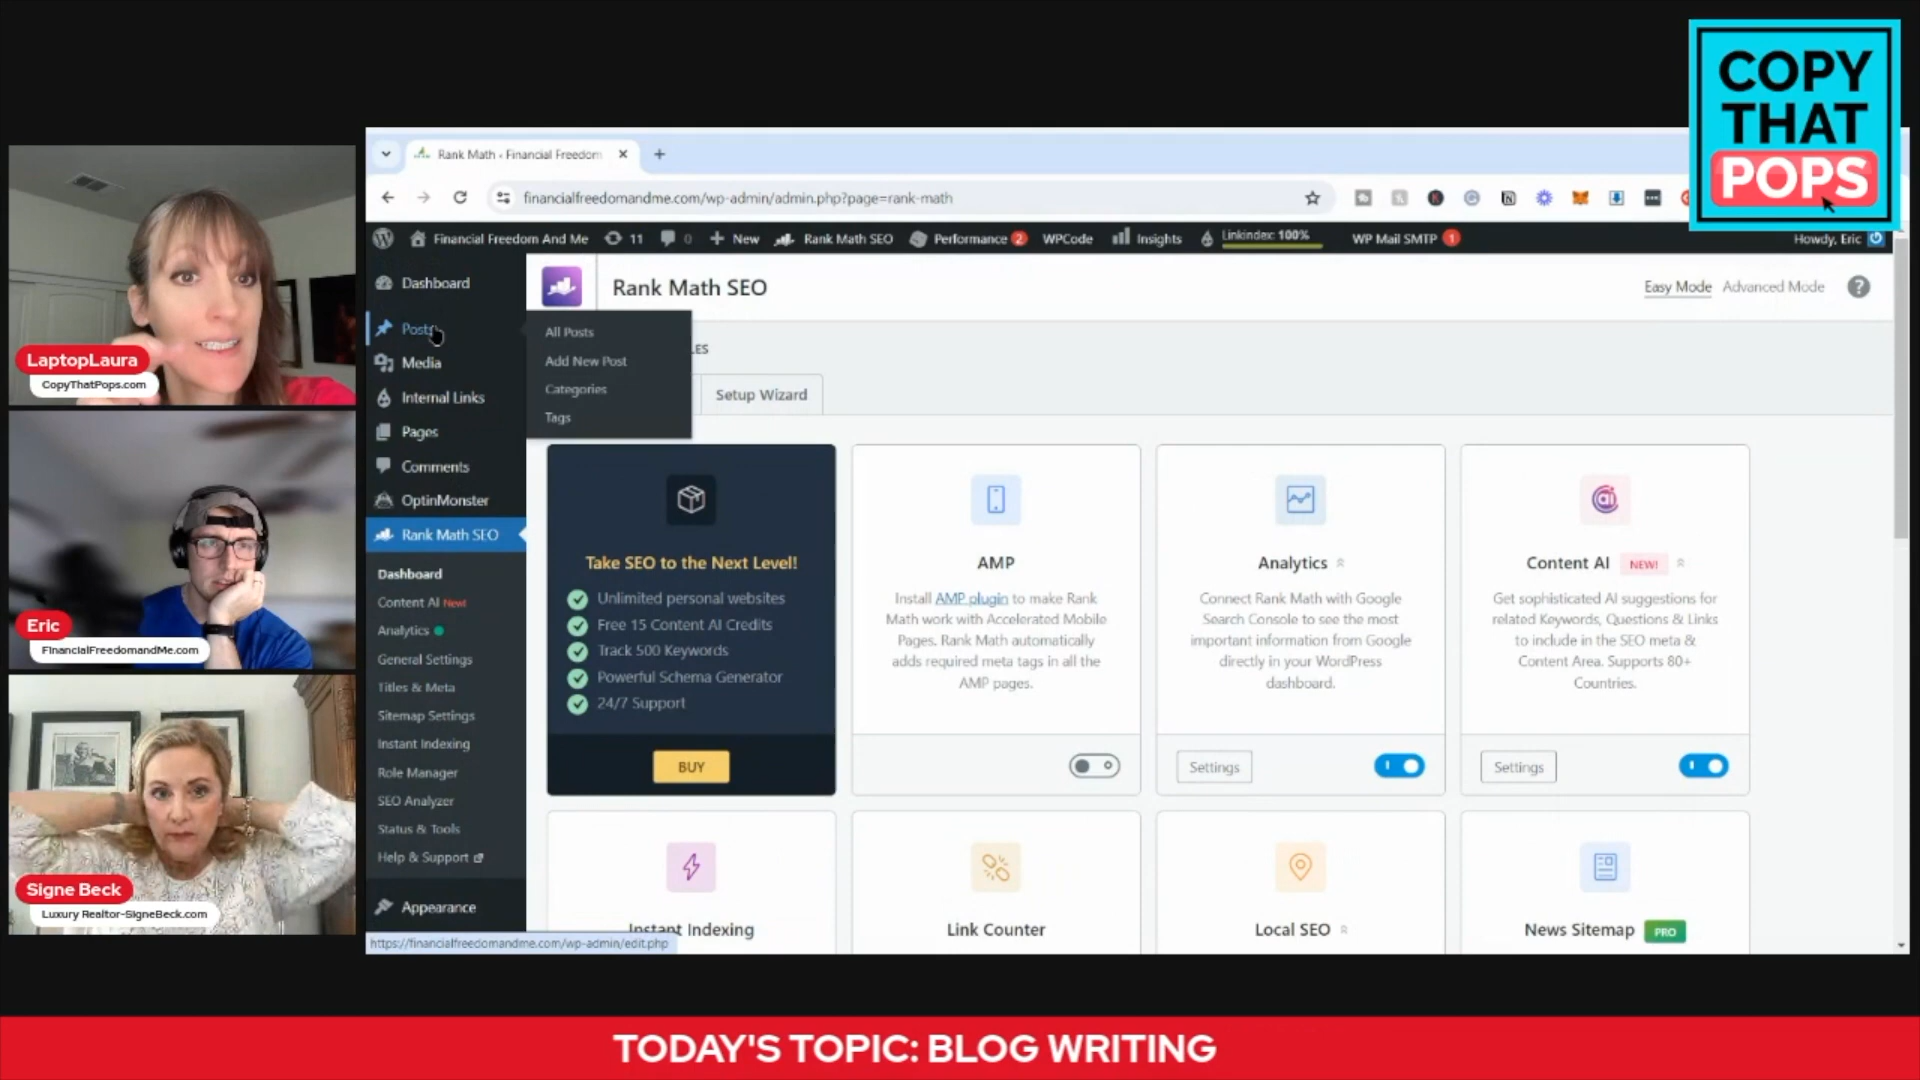 COPY
THAT
POPS
Rank Math ‹ Financial Freedom
financialfreedomandme.com/wp-admin/admin.php?page=rank-math
Financial Freedom And Me
11
0
New
Rank Math SEO
Performance 2
WPCode
Insights
Linkindex: 100%
WP Mail SMTP 1
Howdy, Eric
Dashboard
Posts
Media
Internal Links
Pages
Comments
OptinMonster
Rank Math SEO
Dashboard
Content AI New!
Analytics
General Settings
Titles & Meta
Sitemap Settings
Instant Indexing
Role Manager
SEO Analyzer
Status & Tools
Help & Support
Appearance
https://financialfreedomandme.com/wp-admin/edit.php
All Posts
Add New Post
Categories
Tags
Rank Math SEO
Easy Mode
Advanced Mode
?
LES
Setup Wizard
Take SEO to the Next Level!
Unlimited personal websites
Free 15 Content AI Credits
Track 500 Keywords
Powerful Schema Generator
24/7 Support
BUY
AMP
Install AMP plugin to make Rank
Math work with Accelerated Mobile
Pages. Rank Math automatically
adds required meta tags in all the
AMP pages.
Analytics
Connect Rank Math with Google
Search Console to see the most
important information from Google
directly in your WordPress
dashboard.
Settings
Content AI NEW!
Get sophisticated AI suggestions for
related Keywords, Questions & Links
to include in the SEO meta &
Content Area. Supports 80+
Countries.
Settings
Instant Indexing
Link Counter
Local SEO
News Sitemap PRO
LaptopLaura
CopyThatPops.com
Eric
FinancialFreedomandMe.com
Signe Beck
Luxury Realtor-SigneBeck.com
TODAY'S TOPIC: BLOG WRITING